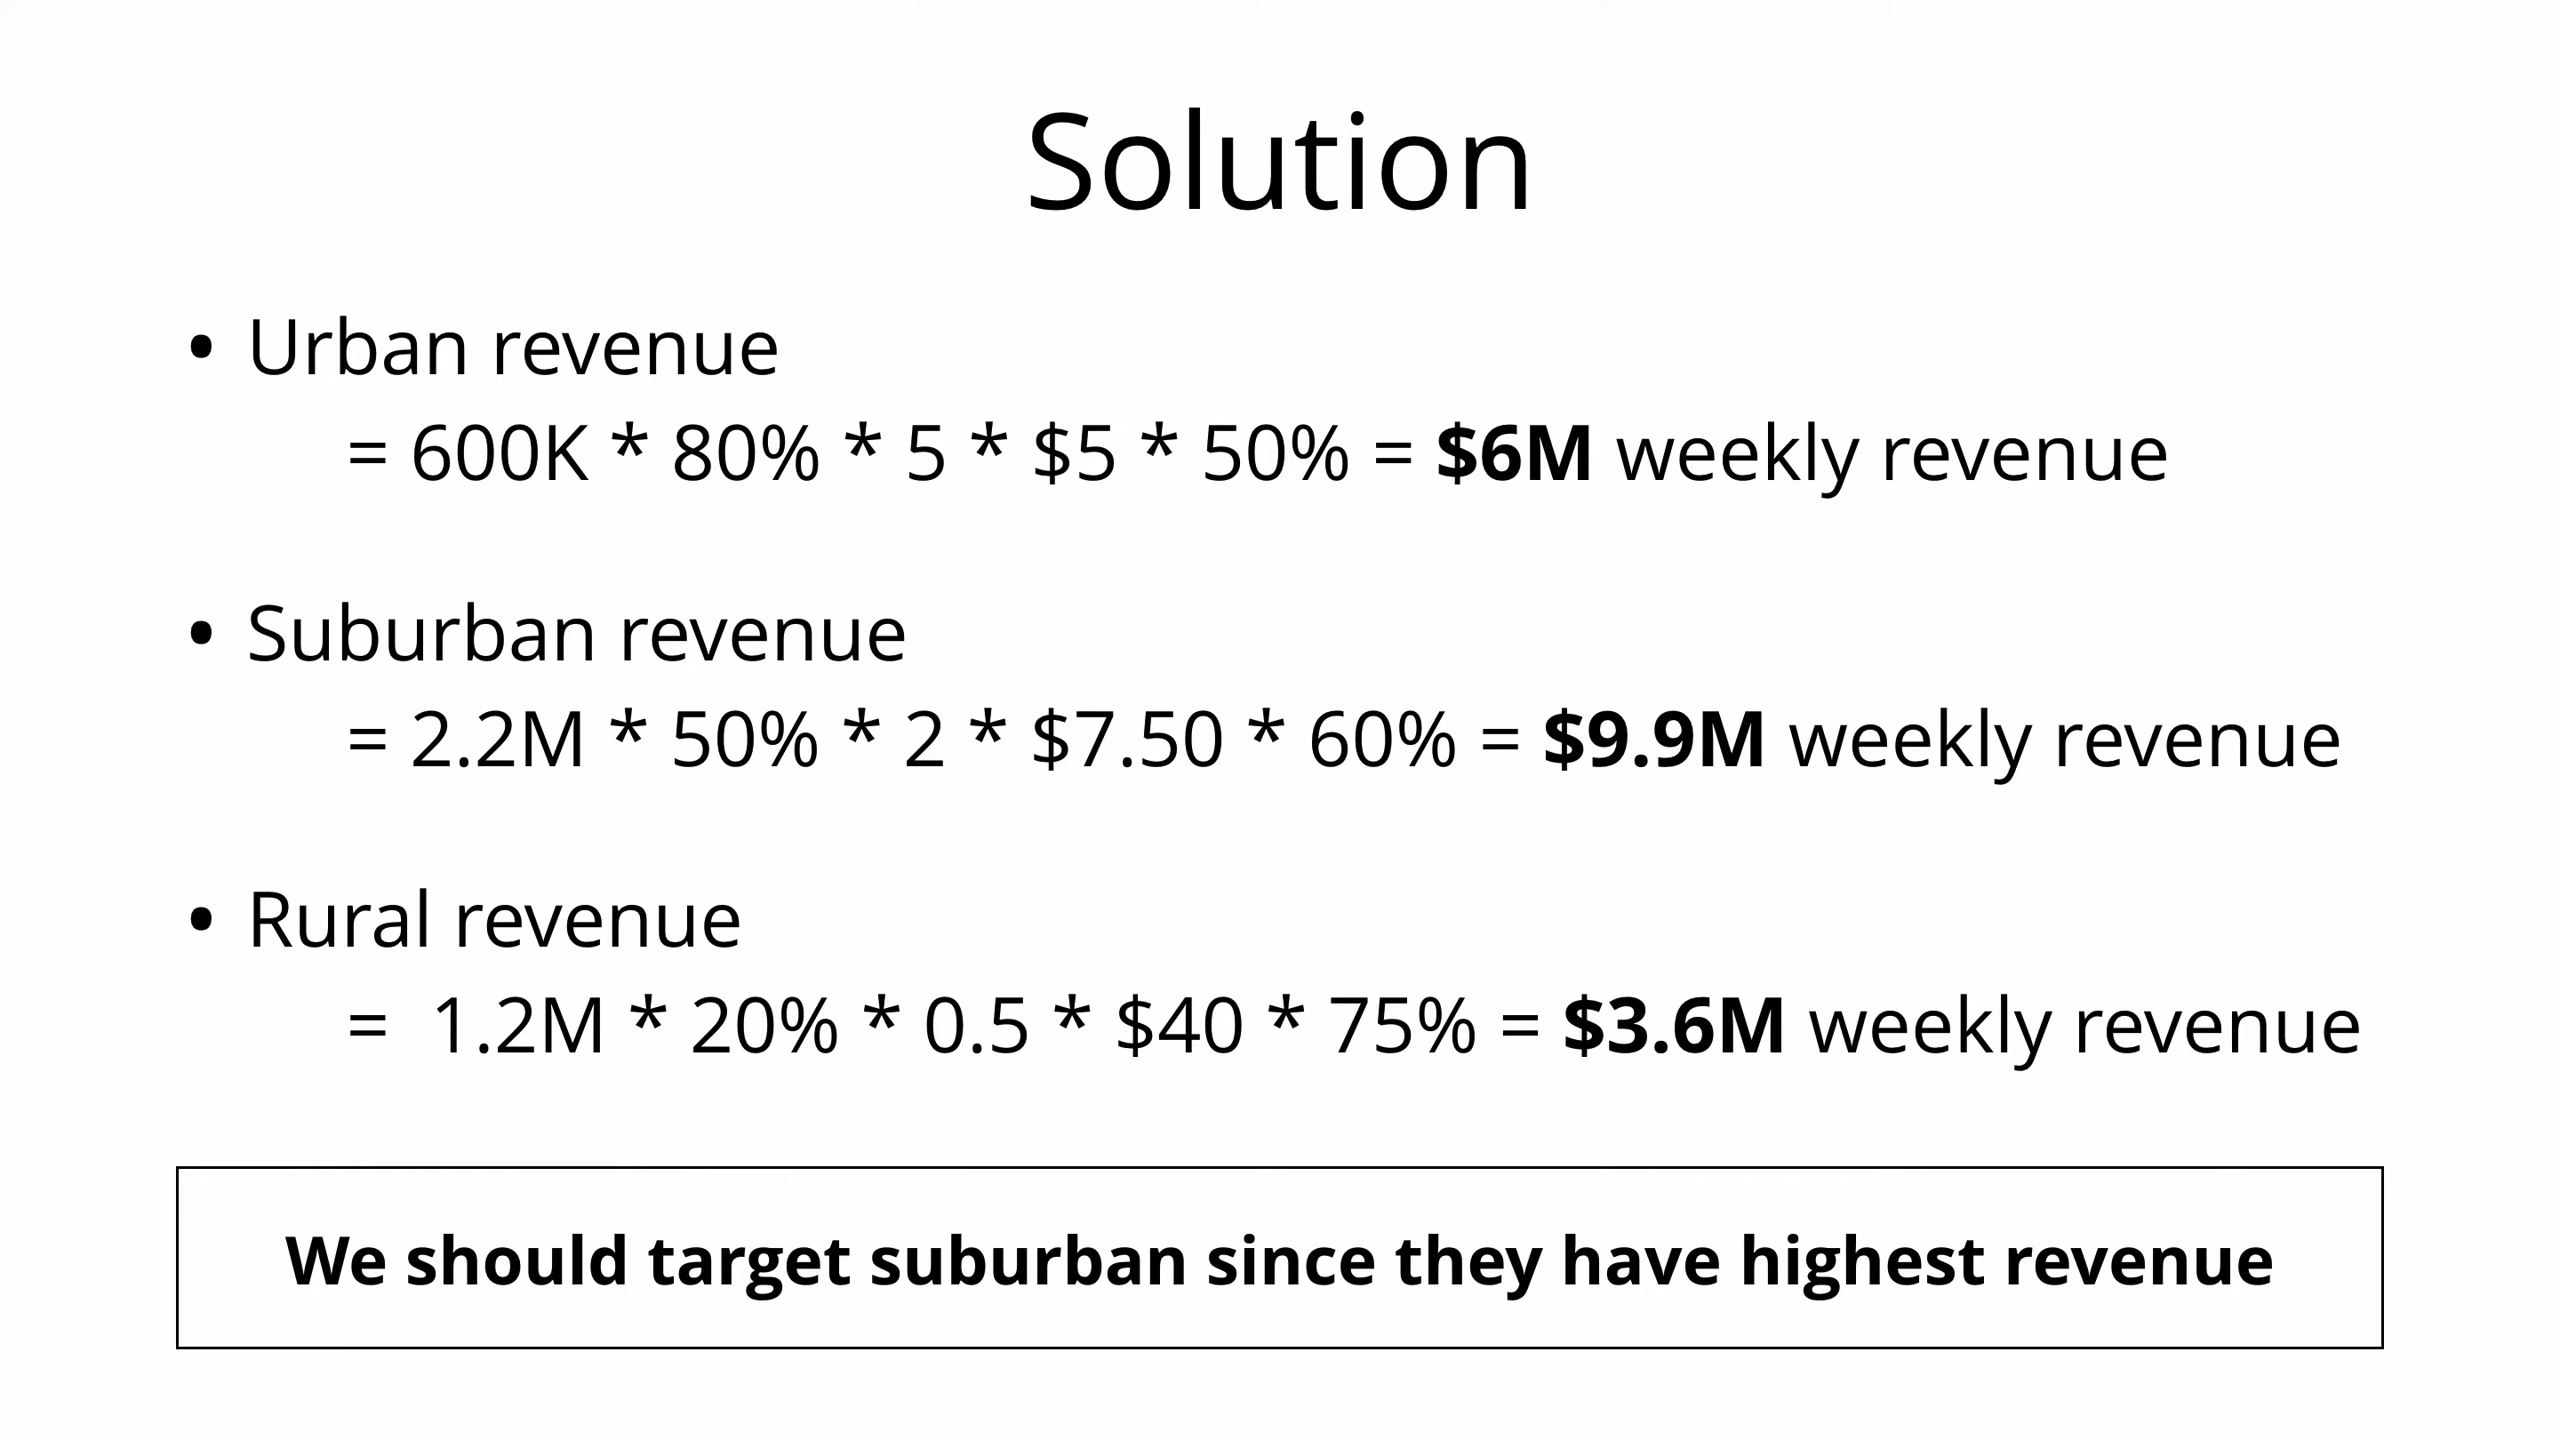 Solution
• Urban revenue
= 600K * 80% * 5 * $5 * 50% = $6M weekly revenue
• Suburban revenue
= 2.2M * 50% * 2 * $7.50 * 60% = $9.9M weekly revenue
• Rural revenue
= 1.2M * 20% * 0.5 * $40 * 75% = $3.6M weekly revenue
We should target suburban since they have highest revenue